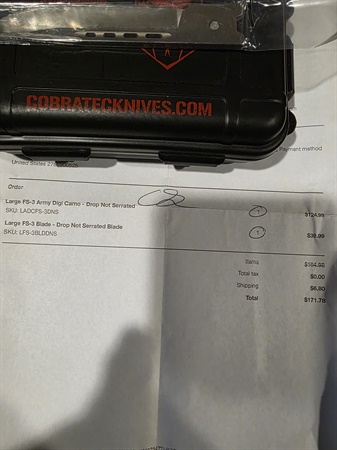 COBRATECKNIVES.COM
Payment method
United States
Order
Large FS-3 Army Digi Camo - Drop Not Serrated
SKU: LADCFS-3DNS
1
$124.99
Large FS-3 Blade - Drop Not Serrated Blade
SKU: LFS-3BLDDNS
1
$39.99
Items
$164.98
Total tax
$0.00
Shipping
$6.80
Total
$171.78